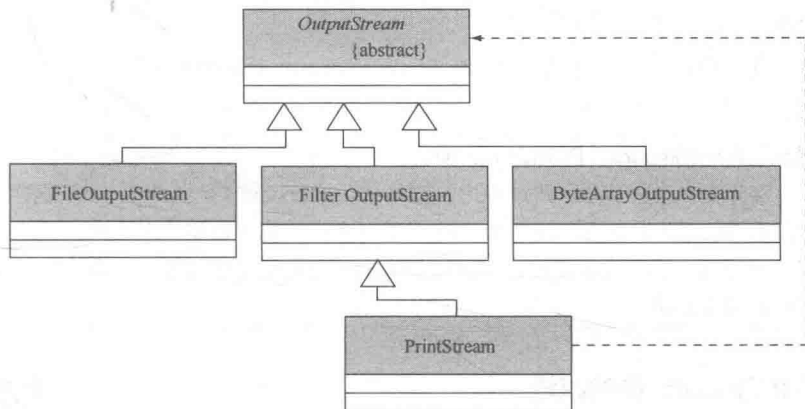 OutputStream
{abstract}
FileOutputStream
Filter OutputStream
ByteArrayOutputStream
PrintStream